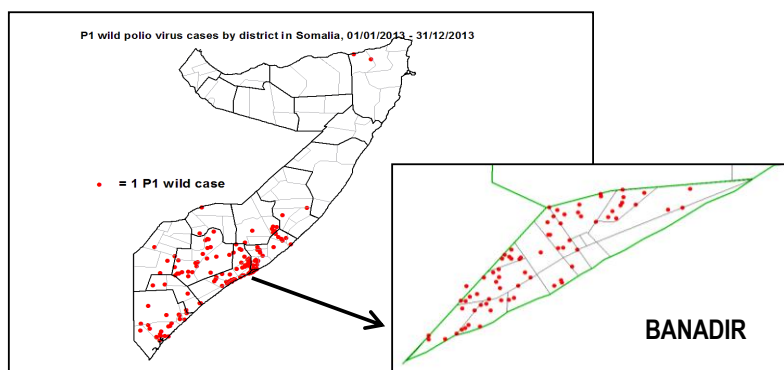 P1 wild polio virus cases by district in Somalia, 01/01/2013 - 31/12/2013
= 1 P1 wild case
BANADIR